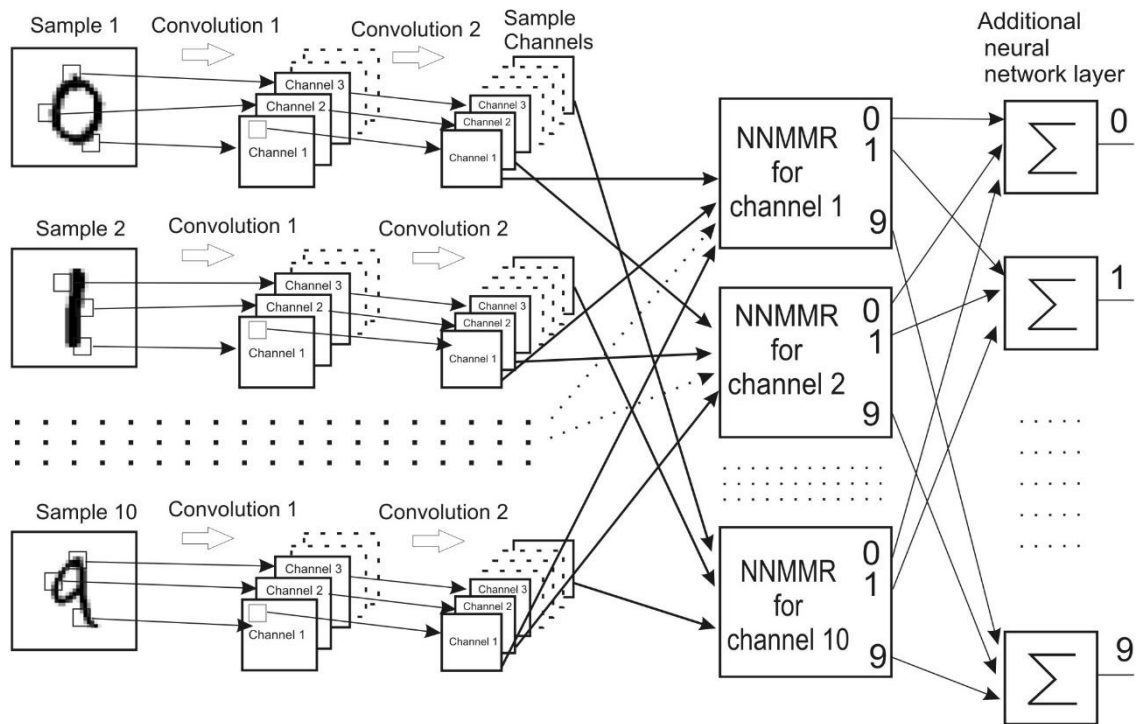 Sample 1
Convolution 1
Convolution 2
Sample
Channels
Channel 3
Channel 2
Channel 1
Channel 3
Channel 2
Channel 1
Sample 2
Convolution 1
Convolution 2
Channel 3
Channel 2
Channel 1
Channel 3
Channel 2
Channel 1
Sample 10
Convolution 1
Convolution 2
Channel 3
Channel 2
Channel 1
Channel 3
Channel 2
Channel 1
NNMMR
for
channel 1
0
1
9
NNMMR
for
channel 2
0
1
9
NNMMR
for
channel 10
0
1
9
Additional
neural
network layer
Σ
0
Σ
1
Σ
9